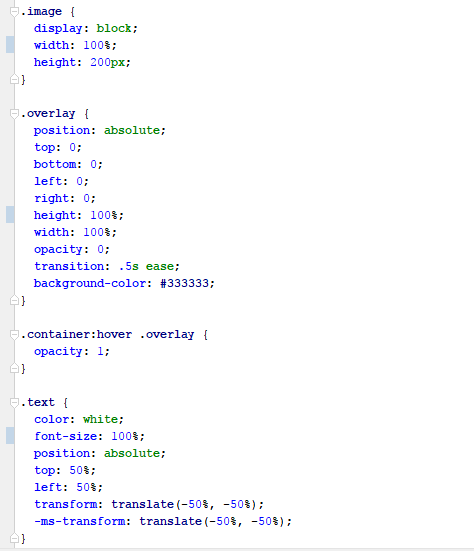 .image {
display: block;
width: 100%;
height: 200px;
}
.overlay {
position: absolute;
top: 0;
bottom: 0;
left: 0;
right: 0;
height: 100%;
width: 100%;
opacity: 0;
transition: .5s ease;
background-color: #333333;
}
.container:hover .overlay {
opacity: 1;
}
.text {
color: white;
font-size: 100%;
position: absolute;
top: 50%;
left: 50%;
transform: translate(-50%, -50%);
-ms-transform: translate(-50%, -50%);
}